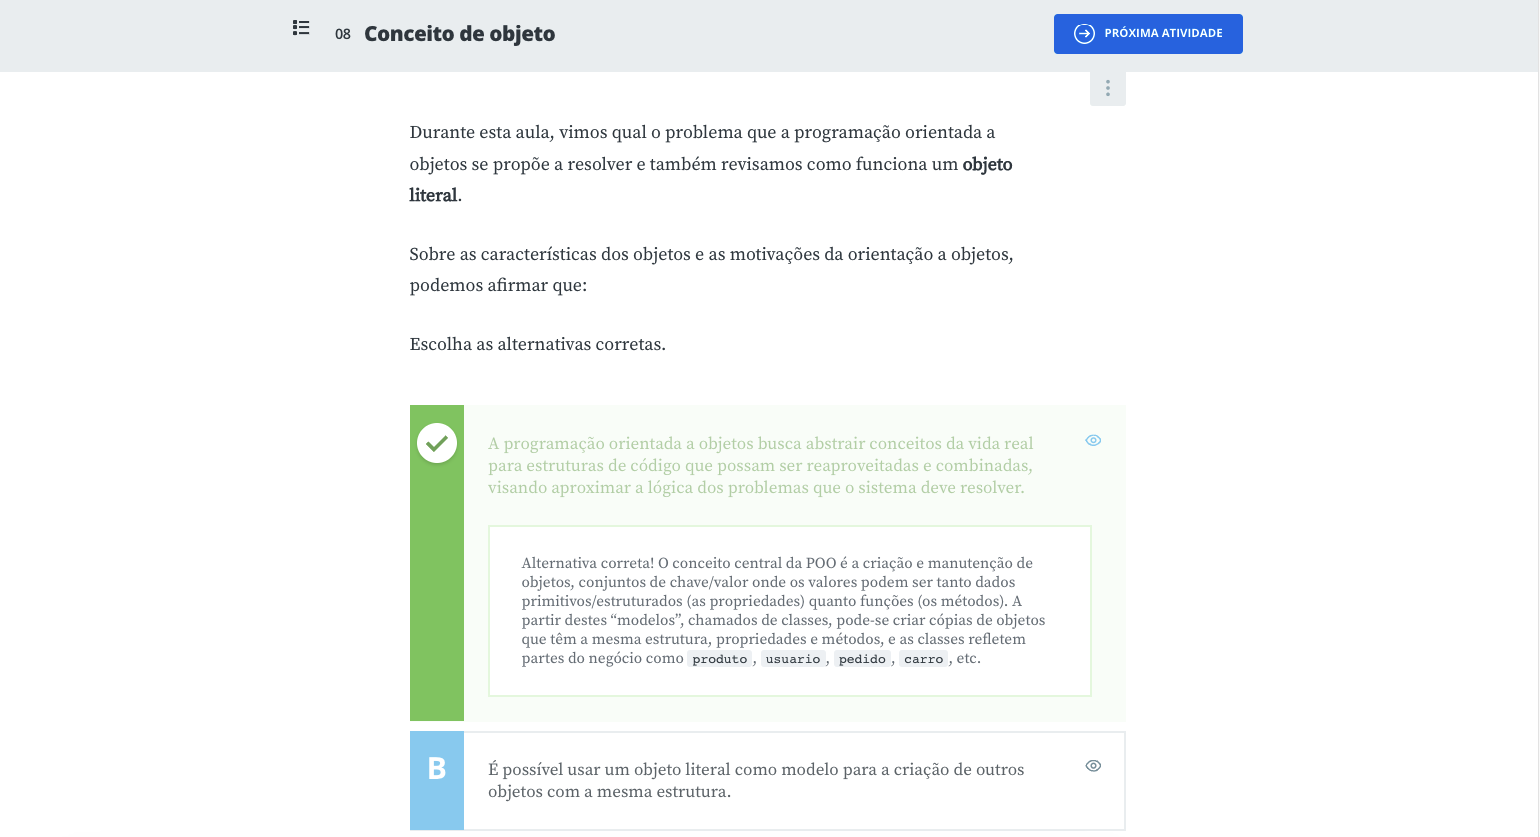 08 Conceito de objeto
PRÓXIMA ATIVIDADE
Durante esta aula, vimos qual o problema que a programação orientada a
objetos se propõe a resolver e também revisamos como funciona um objeto
literal.
Sobre as características dos objetos e as motivações da orientação a objetos,
podemos afirmar que:
Escolha as alternativas corretas.
A programação orientada a objetos busca abstrair conceitos da vida real
para estruturas de código que possam ser reaproveitadas e combinadas,
visando aproximar a lógica dos problemas que o sistema deve resolver.
Alternativa correta! O conceito central da POO é a criação e manutenção de
objetos, conjuntos de chave/valor onde os valores podem ser tanto dados
primitivos/estruturados (as propriedades) quanto funções (os métodos). A
partir destes “modelos”, chamados de classes, pode-se criar cópias de objetos
que têm a mesma estrutura, propriedades e métodos, e as classes refletem
partes do negócio como produto, usuario, pedido, carro, etc.
B
É possível usar um objeto literal como modelo para a criação de outros
objetos com a mesma estrutura.